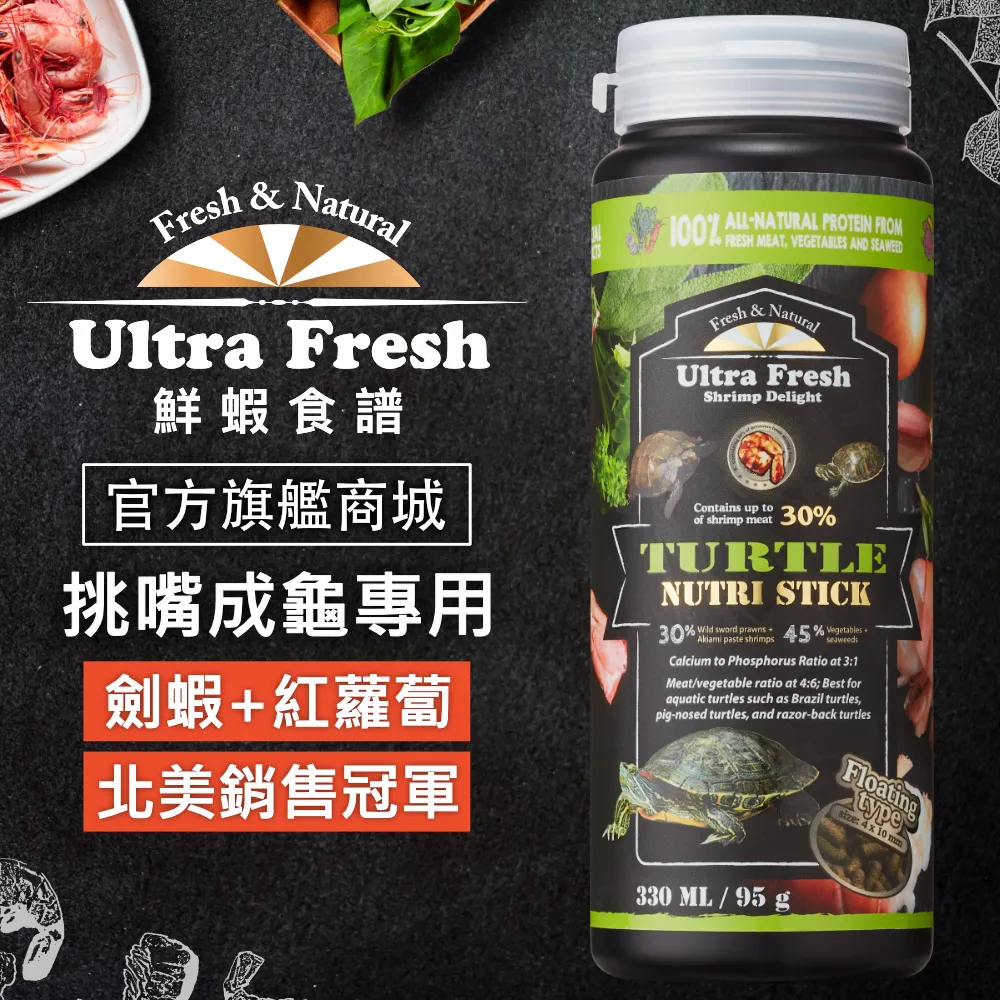 Fresh & Natural
Ultra Fresh
鮮蝦食譜
官方旗艦商城
挑嘴成龜專用
劍蝦+紅蘿蔔
北美銷售冠軍
100% ALL-NATURAL PROTEIN FROM
FRESH MEAT, VEGETABLES AND SEAWEED
Fresh & Natural
Ultra Fresh
Shrimp Delight
Contains up to
of shrimp meat 30%
TURTLE
NUTRI STICK
30% Wild sword prawns +
Akiami paste shrimps
45% Vegetables +
seaweeds
Calcium to Phosphorus Ratio at 3:1
Meat/vegetable ratio at 4:6; Best for
aquatic turtles such as Brazil turtles,
pig-nosed turtles, and razor-back turtles
Floating
type
size: 4 x 10 mm
330 ML / 95 g